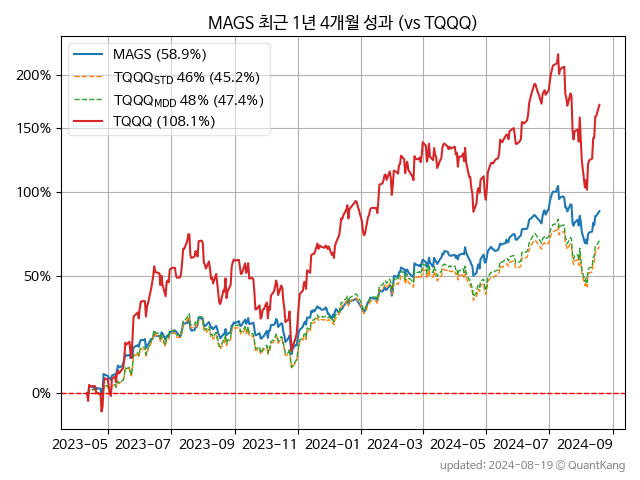 MAGS 최근 1년 4개월 성과 (vs TQQQ)
MAGS (58.9%)
TQQQSTD 46% (45.2%)
TQQQMDD 48% (47.4%)
TQQQ (108.1%)
200%
150%
100%
50%
0%
2023-05 2023-07 2023-09 2023-11 2024-01 2024-03 2024-05 2024-07 2024-09
updated: 2024-08-19 © QuantKang